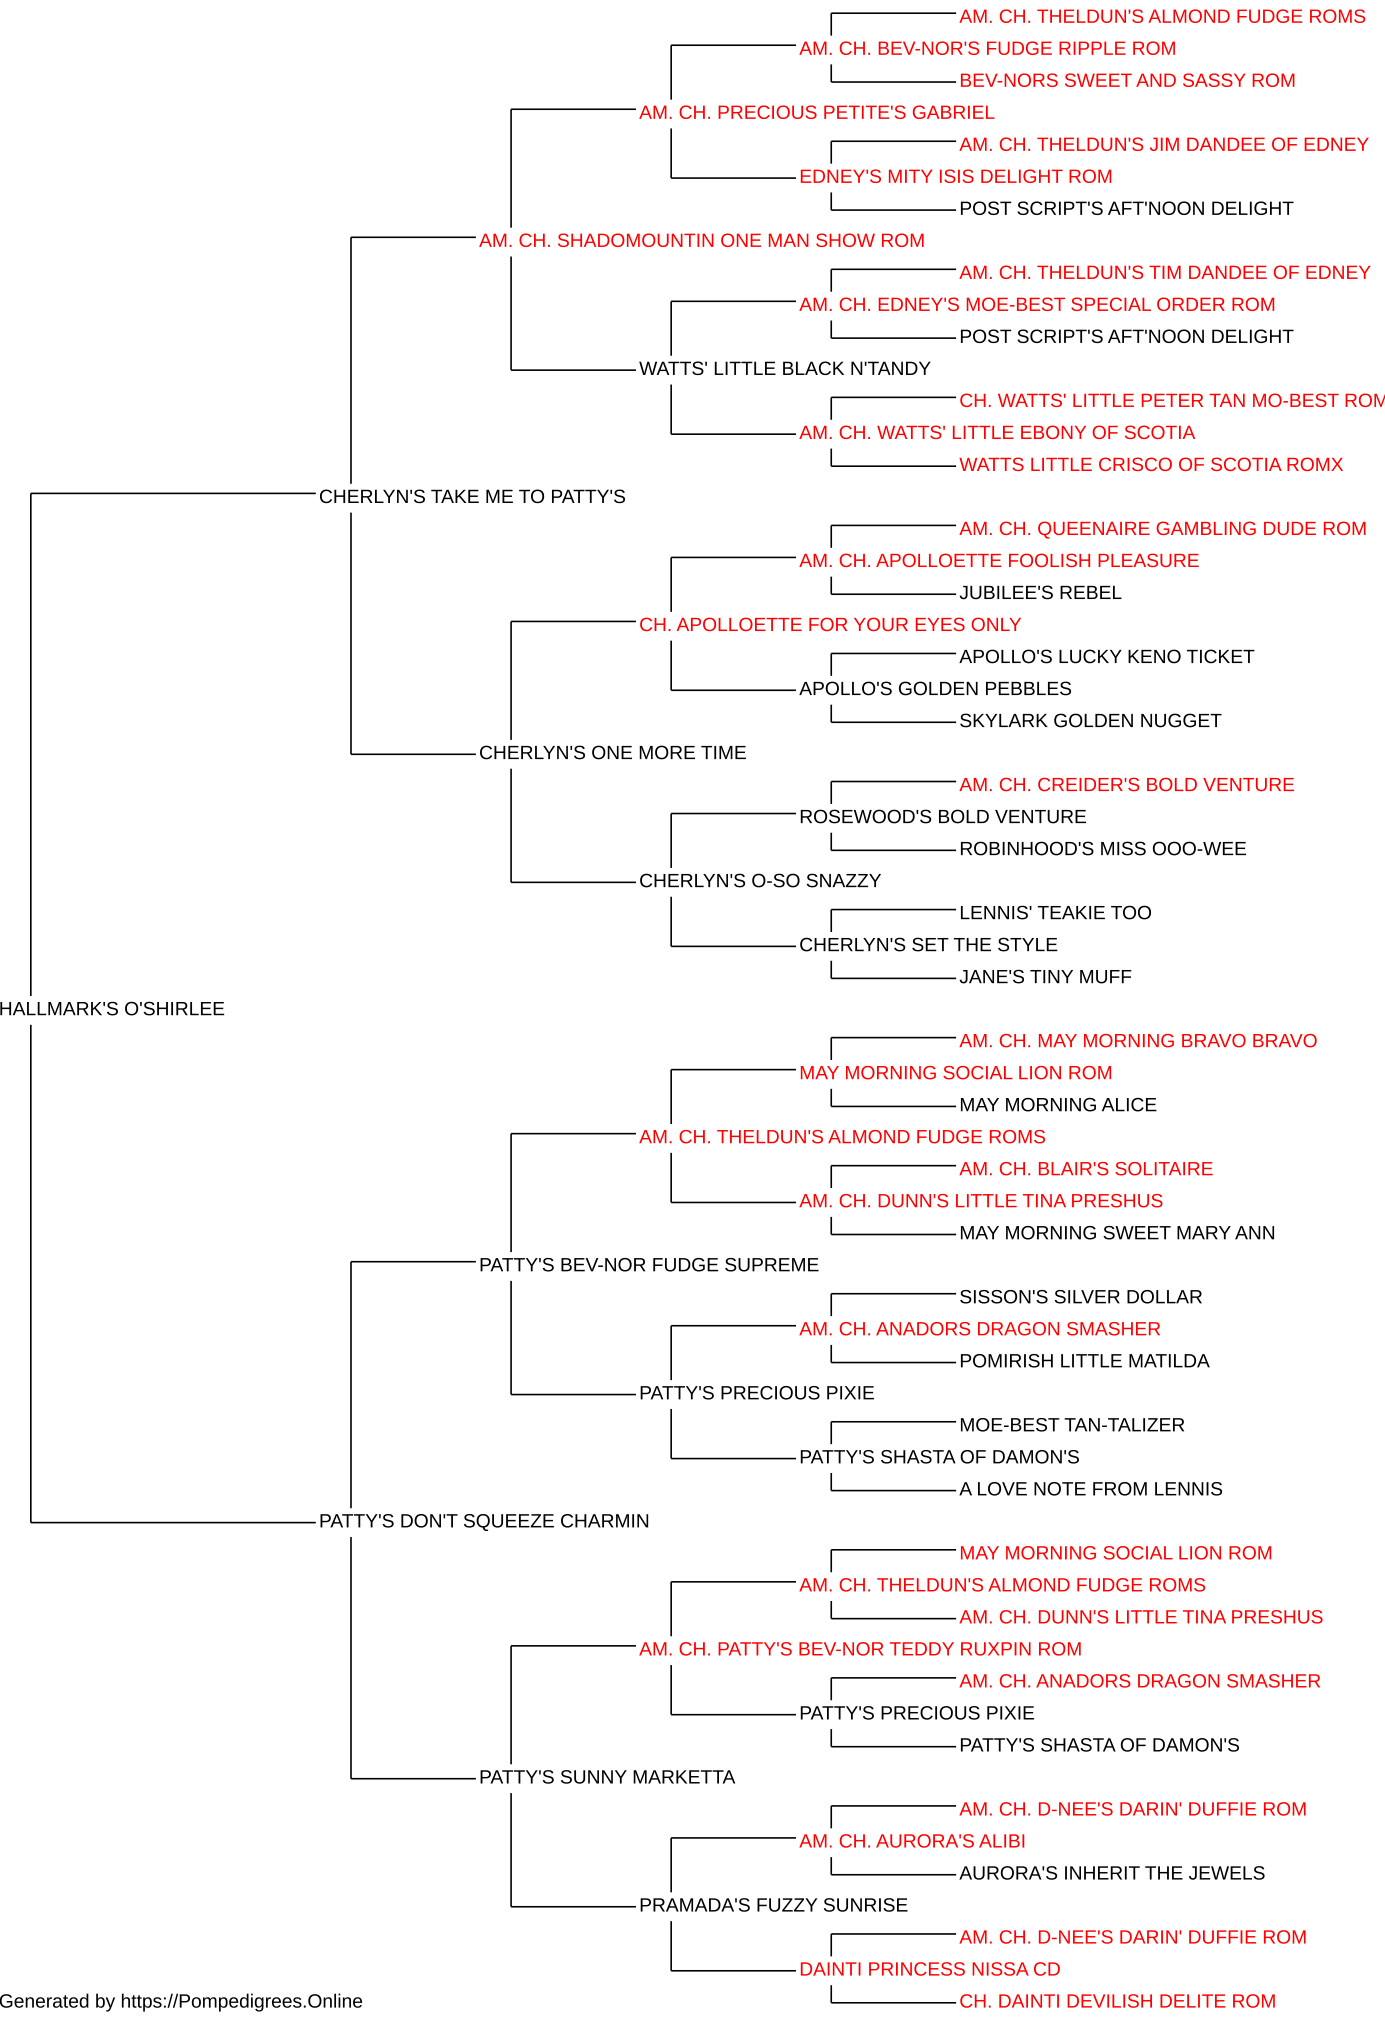 AM. CH. THELDUN'S ALMOND FUDGE ROMS
AM. CH. BEV-NOR'S FUDGE RIPPLE ROM
BEV-NORS SWEET AND SASSY ROM
AM. CH. PRECIOUS PETITE'S GABRIEL
AM. CH. THELDUN'S JIM DANDEE OF EDNEY
EDNEY'S MITY ISIS DELIGHT ROM
POST SCRIPT'S AFT'NOON DELIGHT
AM. CH. SHADOMOUNTIN ONE MAN SHOW ROM
AM. CH. THELDUN'S TIM DANDEE OF EDNEY
AM. CH. EDNEY'S MOE-BEST SPECIAL ORDER ROM
POST SCRIPT'S AFT'NOON DELIGHT
WATTS' LITTLE BLACK N'TANDY
CH. WATTS' LITTLE PETER TAN MO-BEST ROM
AM. CH. WATTS' LITTLE EBONY OF SCOTIA
WATTS LITTLE CRISCO OF SCOTIA ROMX
CHERLYN'S TAKE ME TO PATTY'S
AM. CH. QUEENAIRE GAMBLING DUDE ROM
AM. CH. APOLLOETTE FOOLISH PLEASURE
JUBILEE'S REBEL
CH. APOLLOETTE FOR YOUR EYES ONLY
APOLLO'S LUCKY KENO TICKET
APOLLO'S GOLDEN PEBBLES
SKYLARK GOLDEN NUGGET
CHERLYN'S ONE MORE TIME
AM. CH. CREIDER'S BOLD VENTURE
ROSEWOOD'S BOLD VENTURE
ROBINHOOD'S MISS OOO-WEE
CHERLYN'S O-SO SNAZZY
LENNIS' TEAKIE TOO
CHERLYN'S SET THE STYLE
JANE'S TINY MUFF
HALLMARK'S O'SHIRLEE
AM. CH. MAY MORNING BRAVO BRAVO
MAY MORNING SOCIAL LION ROM
MAY MORNING ALICE
AM. CH. THELDUN'S ALMOND FUDGE ROMS
AM. CH. BLAIR'S SOLITAIRE
AM. CH. DUNN'S LITTLE TINA PRESHUS
MAY MORNING SWEET MARY ANN
PATTY'S BEV-NOR FUDGE SUPREME
SISSON'S SILVER DOLLAR
AM. CH. ANADORS DRAGON SMASHER
POMIRISH LITTLE MATILDA
PATTY'S PRECIOUS PIXIE
MOE-BEST TAN-TALIZER
PATTY'S SHASTA OF DAMON'S
A LOVE NOTE FROM LENNIS
PATTY'S DON'T SQUEEZE CHARMIN
MAY MORNING SOCIAL LION ROM
AM. CH. THELDUN'S ALMOND FUDGE ROMS
AM. CH. DUNN'S LITTLE TINA PRESHUS
AM. CH. PATTY'S BEV-NOR TEDDY RUXPIN ROM
AM. CH. ANADORS DRAGON SMASHER
PATTY'S PRECIOUS PIXIE
PATTY'S SHASTA OF DAMON'S
PATTY'S SUNNY MARKETTA
AM. CH. D-NEE'S DARIN' DUFFIE ROM
AM. CH. AURORA'S ALIBI
AURORA'S INHERIT THE JEWELS
PRAMADA'S FUZZY SUNRISE
AM. CH. D-NEE'S DARIN' DUFFIE ROM
DAINTI PRINCESS NISSA CD
CH. DAINTI DEVILISH DELITE ROM
Generated by https://Pompedigrees.Online